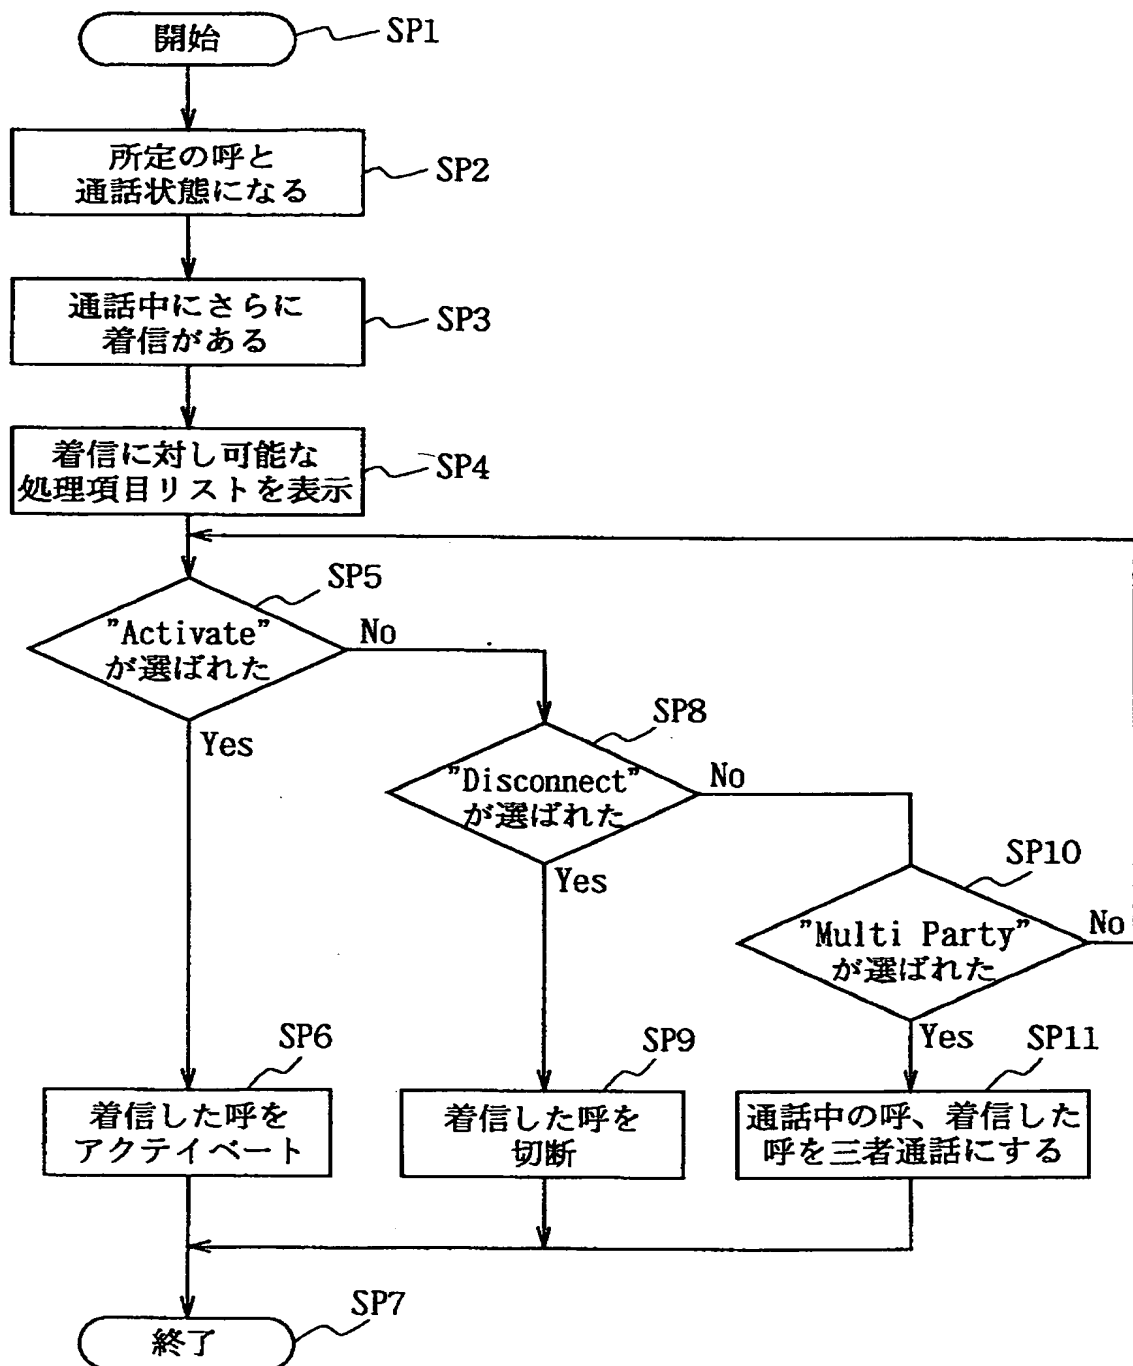 開始
SP1
所定の呼と
通話状態になる
SP2
通話中にさらに
着信がある
SP3
着信に対し可能な
処理項目リストを表示
SP4
SP5
”Activate”
が選ばれた
No
Yes
SP8
”Disconnect”
が選ばれた
No
Yes
SP10
”Multi Party”
が選ばれた
No
Yes
SP6
着信した呼を
アクテイベート
SP9
着信した呼を
切断
SP11
通話中の呼、着信した
呼を三者通話にする
SP7
終了